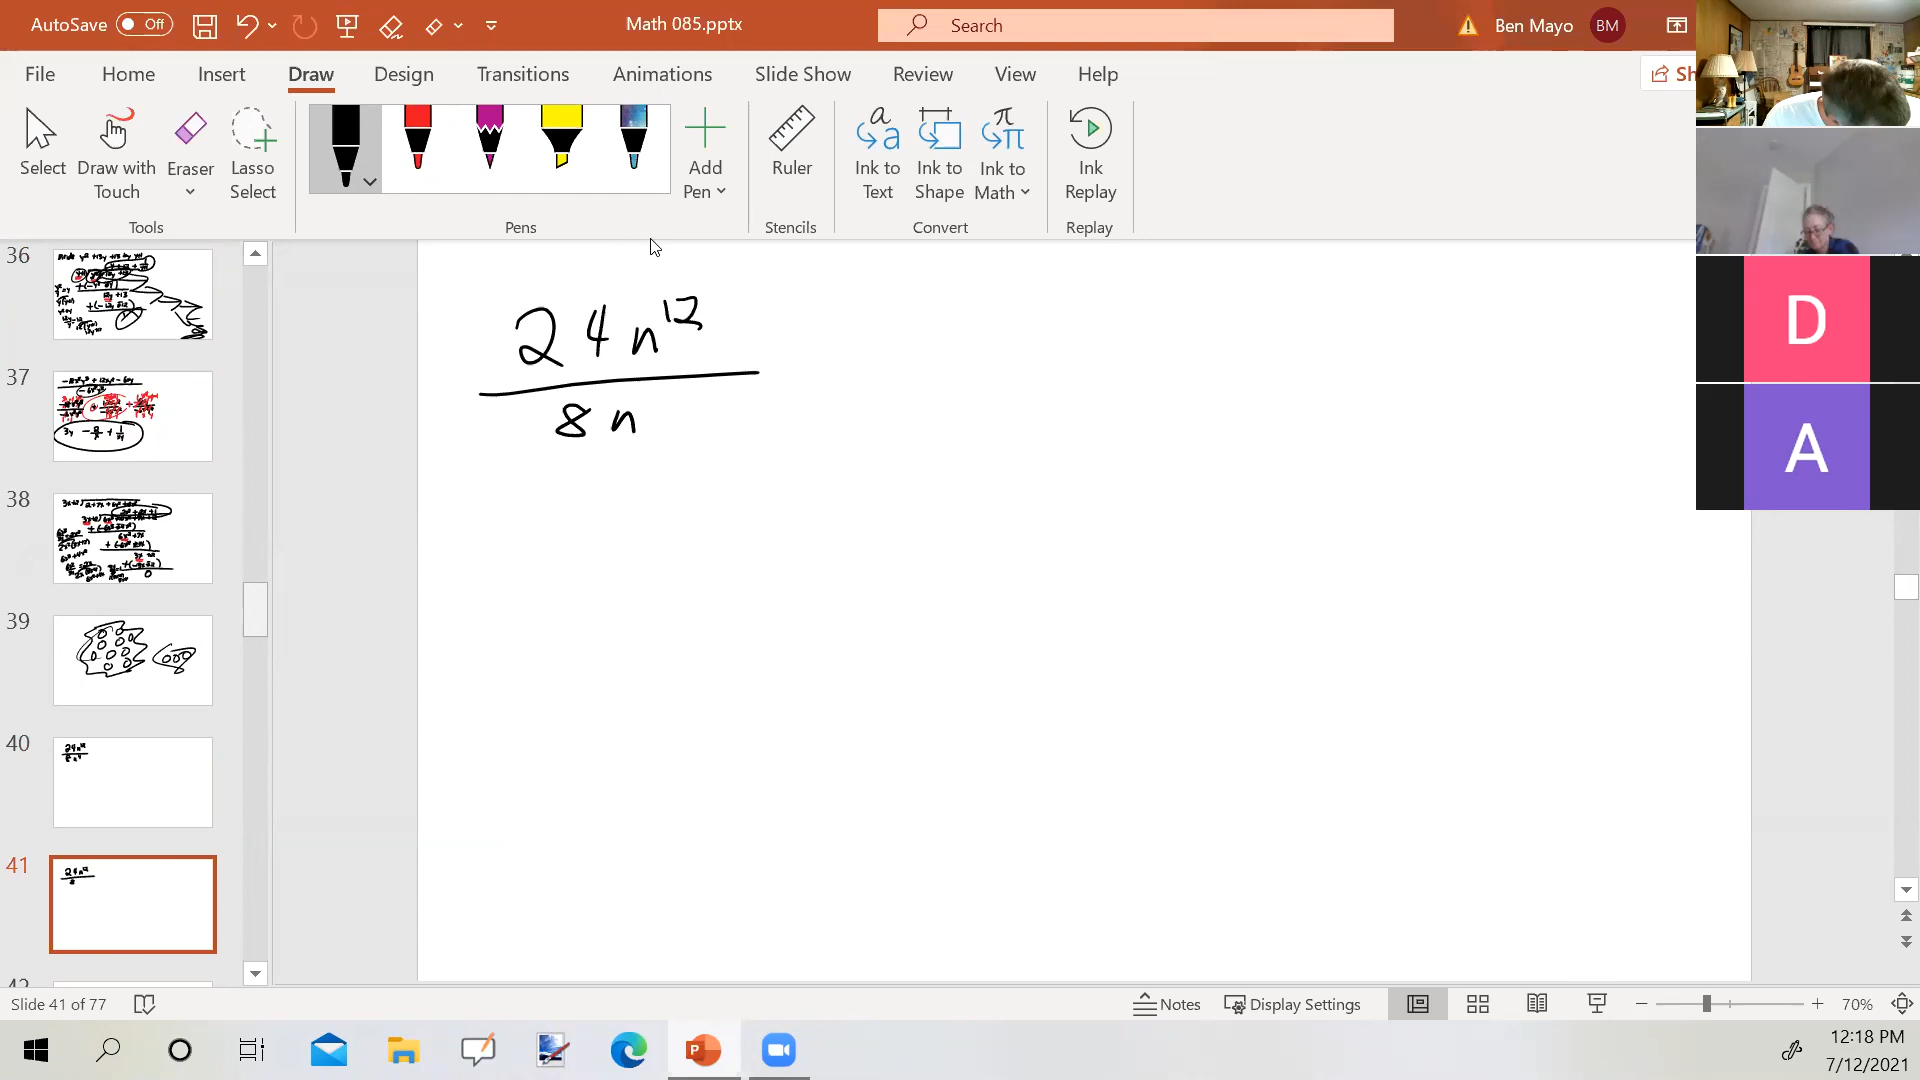 AutoSave Off
Math 085.pptx
Search
Ben Mayo BM
File Home Insert Draw Design Transitions Animations Slide Show Review View Help Sh
Select
Draw with Touch
Eraser
Lasso Select
Add Pen
Ruler
Ink to Text
Ink to Shape
Ink to Math
Ink Replay
Tools Pens Stencils Convert Replay
36
37
38
39
40
41
24n¹²
8n
D
A
Slide 41 of 77
Notes Display Settings 70%
12:18 PM
7/12/2021